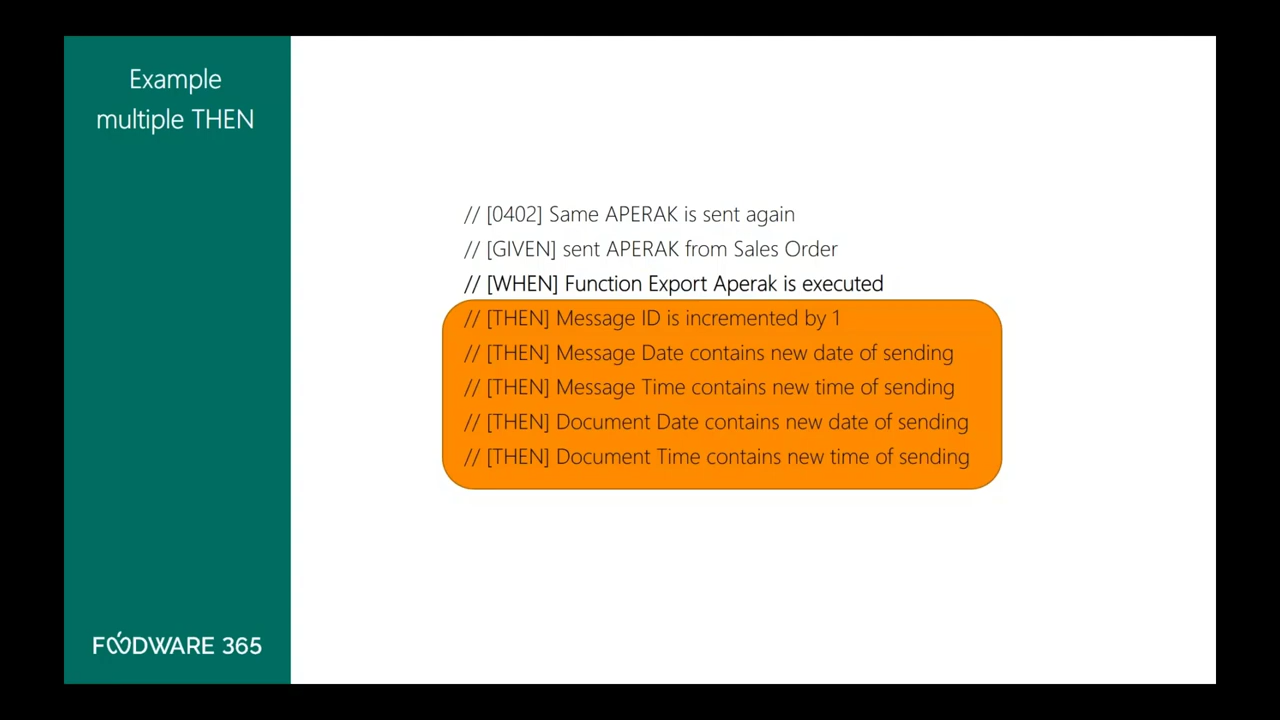 Example
multiple THEN
// [0402] Same APERAK is sent again
// [GIVEN] sent APERAK from Sales Order
// [WHEN] Function Export Aperak is executed
// [THEN] Message ID is incremented by 1
// [THEN] Message Date contains new date of sending
// [THEN] Message Time contains new time of sending
// [THEN] Document Date contains new date of sending
// [THEN] Document Time contains new time of sending
FOODWARE 365